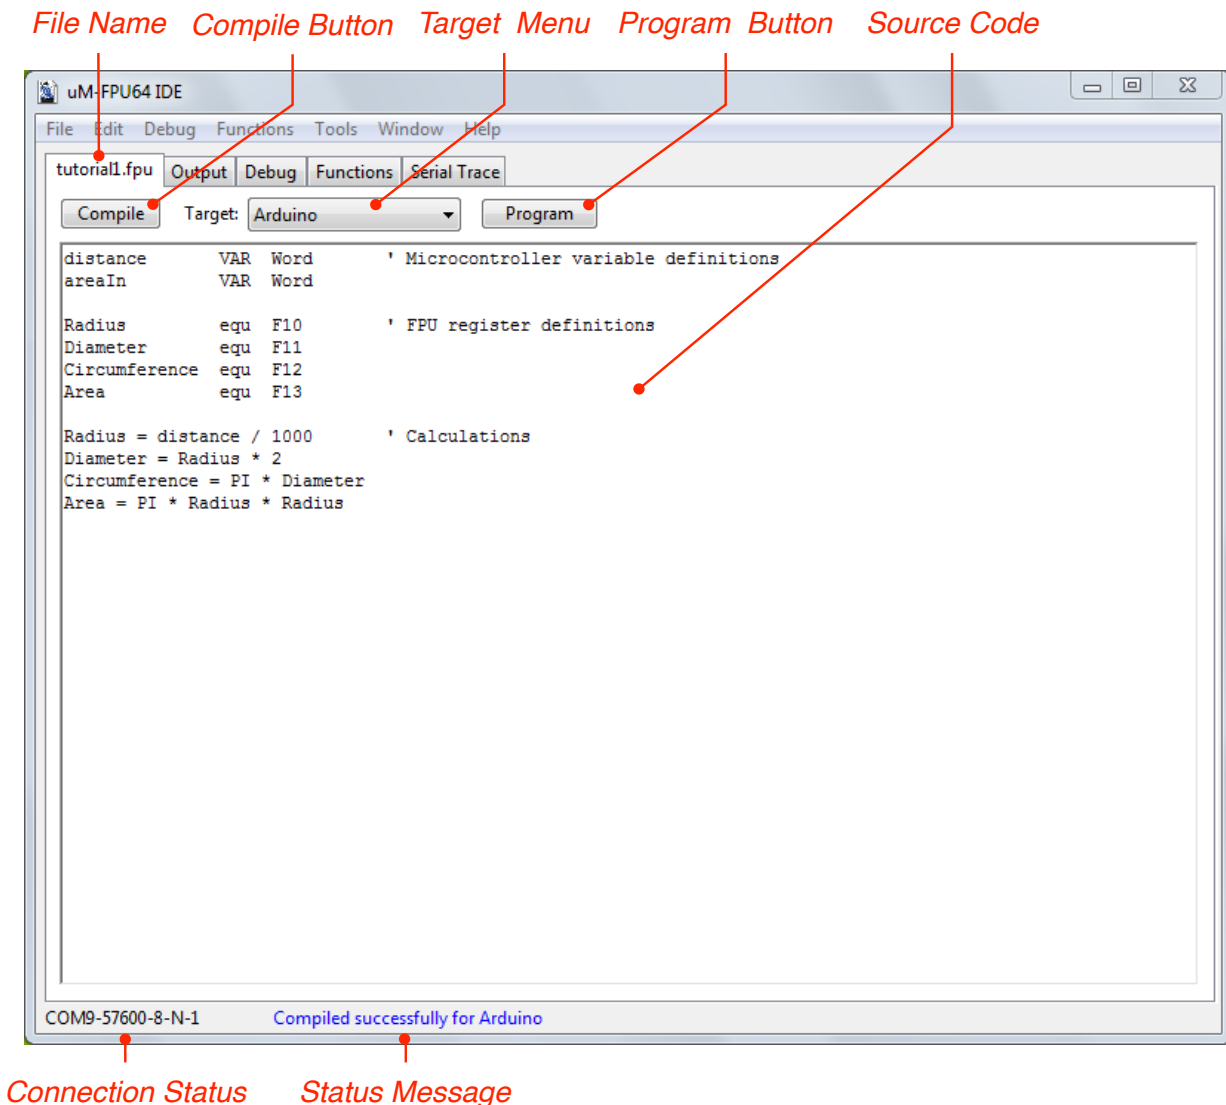 File Name Compile Button Target Menu Program Button Source Code
uM-FPU64 IDE
File Edit Debug Functions Tools Window Help
tutorial1.fpu Output Debug Functions Serial Trace
Compile Target: Arduino Program
distance VAR Word ' Microcontroller variable definitions
areaIn VAR Word
Radius equ F10 ' FPU register definitions
Diameter equ F11
Circumference equ F12
Area equ F13
Radius = distance / 1000 ' Calculations
Diameter = Radius * 2
Circumference = PI * Diameter
Area = PI * Radius * Radius
COM9-57600-8-N-1 Compiled successfully for Arduino
Connection Status Status Message